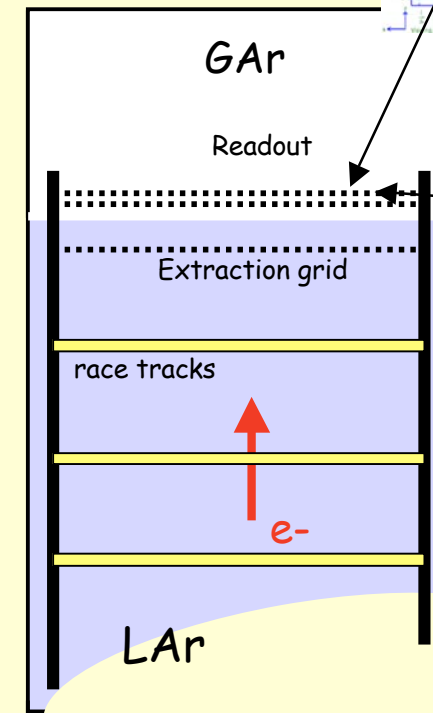 GAr
Readout
Extraction grid
race tracks
e-
LAr